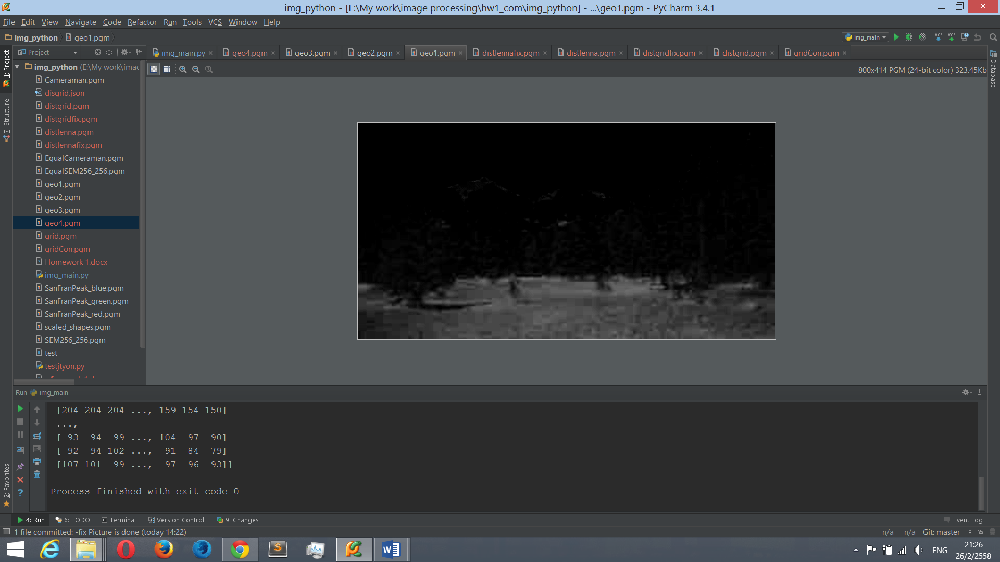 img_python - [E:\My work\image processing\hw1_com\img_python] - ...\geo1.pgm - PyCharm 3.4.1
File Edit View Navigate Code Refactor Run Tools VCS Window Help
img_python geo1.pgm
img_main
VCS VCS
1: Project
7: Structure
2: Favorites
Database
Project
img_main.py geo4.pgm geo3.pgm geo2.pgm geo1.pgm distlennafix.pgm distlenna.pgm distgridfix.pgm distgrid.pgm gridCon.pgm
800x414 PGM (24-bit color) 323.45Kb
img_python (E:\My work\imag
Cameraman.pgm
disgrid.json
distgrid.pgm
distgridfix.pgm
distlenna.pgm
distlennafix.pgm
EqualCameraman.pgm
EqualSEM256_256.pgm
geo1.pgm
geo2.pgm
geo3.pgm
geo4.pgm
grid.pgm
gridCon.pgm
Homework 1.docx
img_main.py
SanFranPeak_blue.pgm
SanFranPeak_green.pgm
SanFranPeak_red.pgm
scaled_shapes.pgm
SEM256_256.pgm
test
testjtyon.py
Run img_main
[204 204 204 ..., 159 154 150]
...,
[ 93 94 99 ..., 104 97 90]
[ 92 94 102 ..., 91 84 79]
[107 101 99 ..., 97 96 93]]
Process finished with exit code 0
4: Run 6: TODO Terminal Version Control 9: Changes Event Log
1 file committed: -fix Picture is done (today 14:22) n/a n/a Git: master
ENG
21:26
26/2/2558